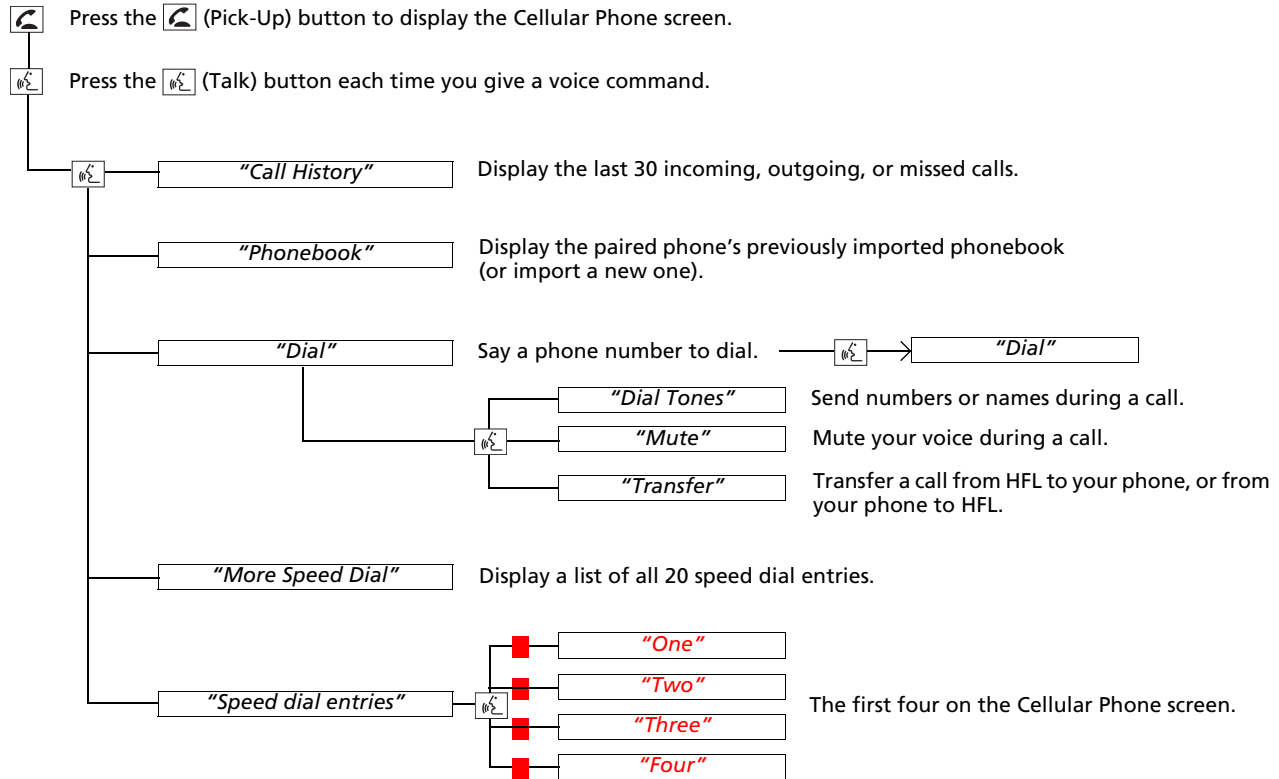 Press the (Pick-Up) button to display the Cellular Phone screen.
Press the (Talk) button each time you give a voice command.
"Call History"
Display the last 30 incoming, outgoing, or missed calls.
"Phonebook"
Display the paired phone's previously imported phonebook
(or import a new one).
"Dial"
Say a phone number to dial.
"Dial"
"Dial Tones"
Send numbers or names during a call.
"Mute"
Mute your voice during a call.
"Transfer"
Transfer a call from HFL to your phone, or from
your phone to HFL.
"More Speed Dial"
Display a list of all 20 speed dial entries.
"Speed dial entries"
"One"
"Two"
"Three"
"Four"
The first four on the Cellular Phone screen.